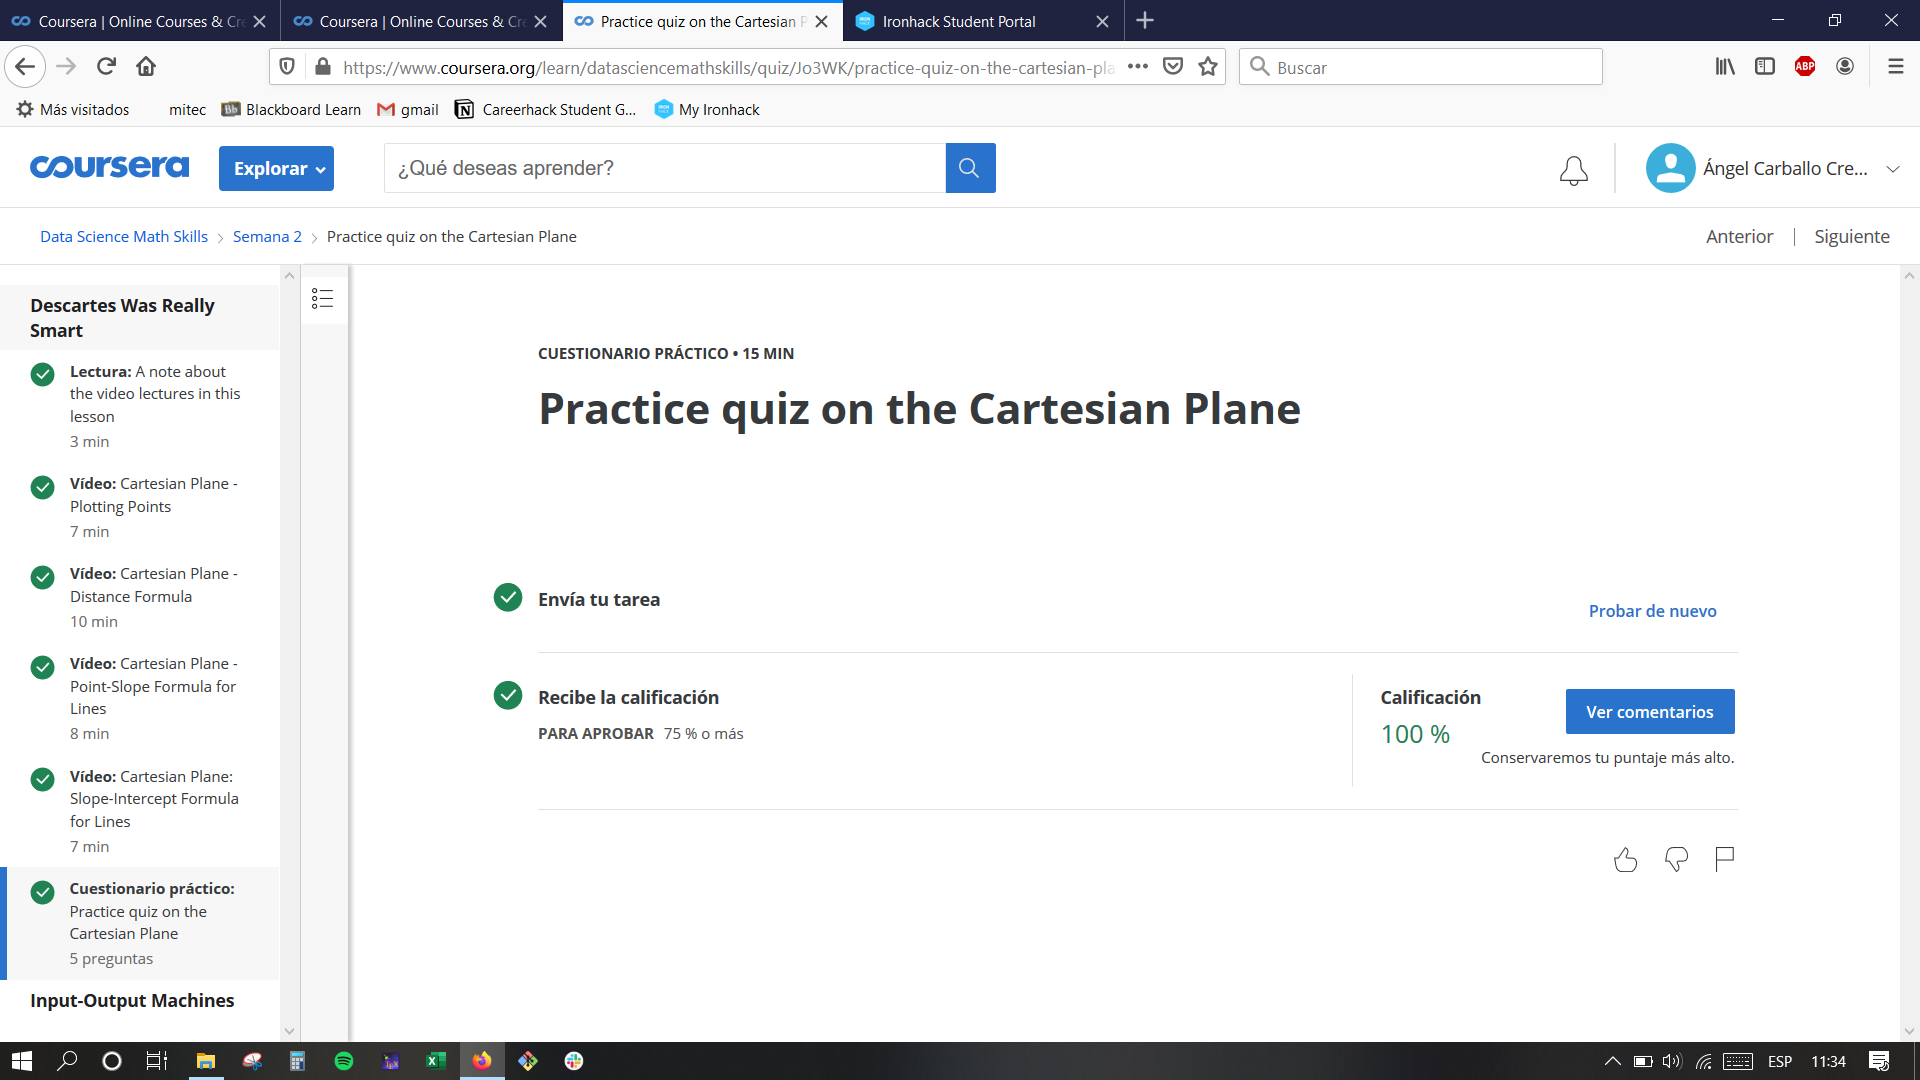 Coursera | Online Courses & Cre
Coursera | Online Courses & Cre
Practice quiz on the Cartesian P
Ironhack Student Portal
https://www.coursera.org/learn/datasciencemathskills/quiz/Jo3WK/practice-quiz-on-the-cartesian-pla
Buscar
ABP
Más visitados
mitec
Bb
Blackboard Learn
gmail
Careerhack Student G...
My Ironhack
coursera
Explorar
¿Qué deseas aprender?
Ángel Carballo Cre...
Data Science Math Skills
Semana 2
Practice quiz on the Cartesian Plane
Anterior
Siguiente
Descartes Was Really
Smart
Lectura: A note about
the video lectures in this
lesson
3 min
Vídeo: Cartesian Plane -
Plotting Points
7 min
Vídeo: Cartesian Plane -
Distance Formula
10 min
Vídeo: Cartesian Plane -
Point-Slope Formula for
Lines
8 min
Vídeo: Cartesian Plane:
Slope-Intercept Formula
for Lines
7 min
Cuestionario práctico:
Practice quiz on the
Cartesian Plane
5 preguntas
Input-Output Machines
CUESTIONARIO PRÁCTICO • 15 MIN
Practice quiz on the Cartesian Plane
Envía tu tarea
Probar de nuevo
Recibe la calificación
PARA APROBAR 75 % o más
Calificación
100 %
Ver comentarios
Conservaremos tu puntaje más alto.
ESP
11:34